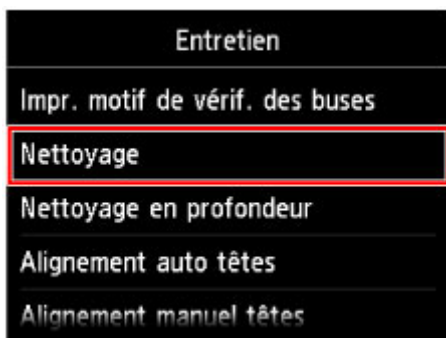 Entretien
Impr. motif de vérif. des buses
Nettoyage
Nettoyage en profondeur
Alignement auto têtes
Alignement manuel têtes